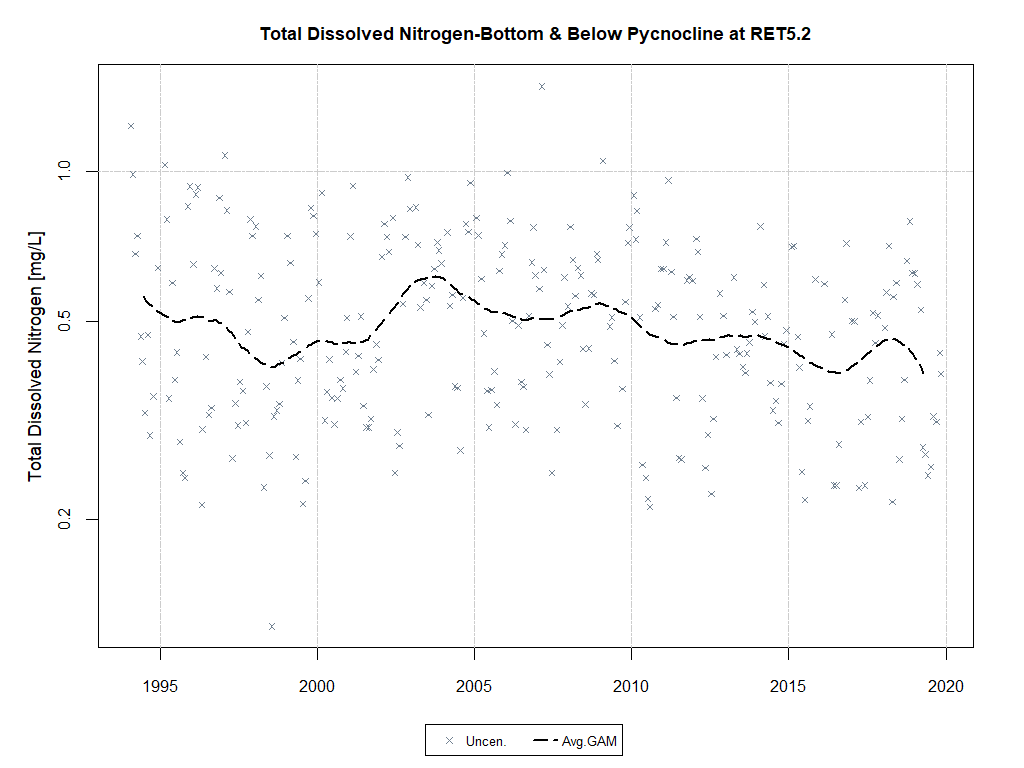 Total Dissolved Nitrogen-Bottom & Below Pycnocline at RET5.2
Total Dissolved Nitrogen [mg/L]
1.0
0.5
0.2
1995 2000 2005 2010 2015 2020
Uncen. Avg.GAM